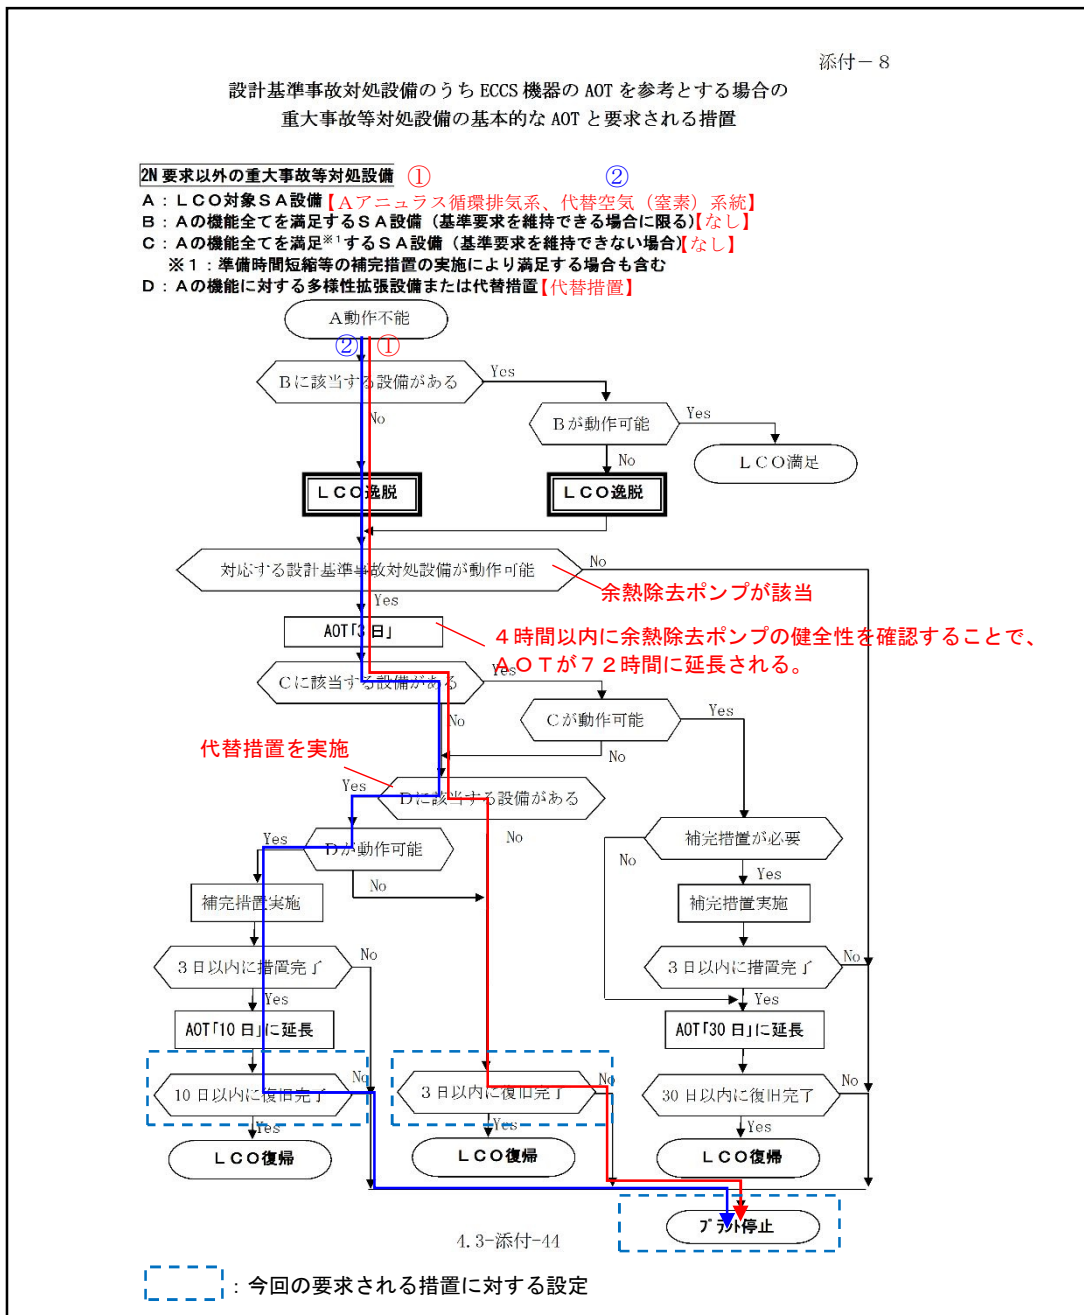 添付－８
設計基準事故対処設備のうち ECCS 機器の AOT を参考とする場合の
重大事故等対処設備の基本的な AOT と要求される措置
2N 要求以外の重大事故等対処設備 ① ②
Ａ：ＬＣＯ対象ＳＡ設備【Ａアニュラス循環排気系、代替空気（窒素）系統】
Ｂ：Ａの機能全てを満足するＳＡ設備（基準要求を維持できる場合に限る）【なし】
Ｃ：Ａの機能全てを満足※１するＳＡ設備（基準要求を維持できない場合）【なし】
※１：準備時間短縮等の補完措置の実施により満足する場合も含む
Ｄ：Ａの機能に対する多様性拡張設備または代替措置【代替措置】
Ａ動作不能
② ①
Ｂに該当する設備がある
Yes
No
Ｂが動作可能
Yes
No
ＬＣＯ満足
ＬＣＯ逸脱
ＬＣＯ逸脱
対応する設計基準事故対処設備が動作可能
No
余熱除去ポンプが該当
Yes
AOT「3 日」
４時間以内に余熱除去ポンプの健全性を確認することで、
ＡＯＴが７２時間に延長される。
Ｃに該当する設備がある
Yes
No
Ｃが動作可能
Yes
No
代替措置を実施
Yes
Ｄに該当する設備がある
No
Yes
Ｄが動作可能
No
補完措置が必要
No
Yes
補完措置実施
補完措置実施
３日以内に措置完了
No
Yes
３日以内に措置完了
No
Yes
AOT「10 日」に延長
AOT「30 日」に延長
10 日以内に復旧完了
No
Yes
３日以内に復旧完了
No
Yes
30 日以内に復旧完了
No
Yes
ＬＣＯ復帰
ＬＣＯ復帰
ＬＣＯ復帰
プラント停止
4.3-添付-44
：今回の要求される措置に対する設定